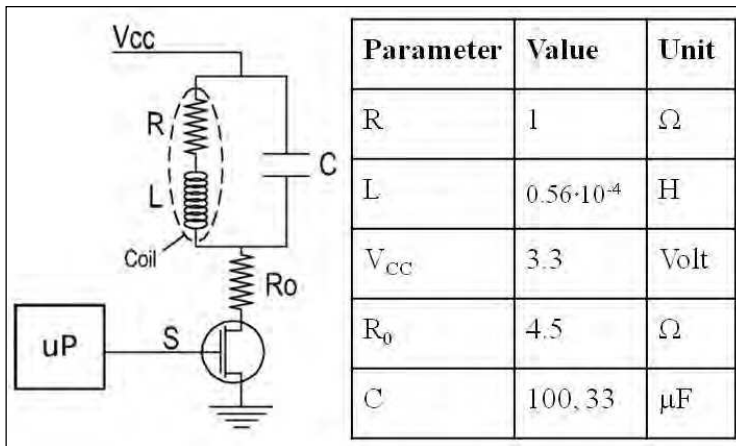 Vcc
R
L
C
Coil
Ro
uP
S
Parameter Value Unit
R 1 Ω
L 0.56·10⁻⁴ H
V_CC 3.3 Volt
R₀ 4.5 Ω
C 100, 33 μF